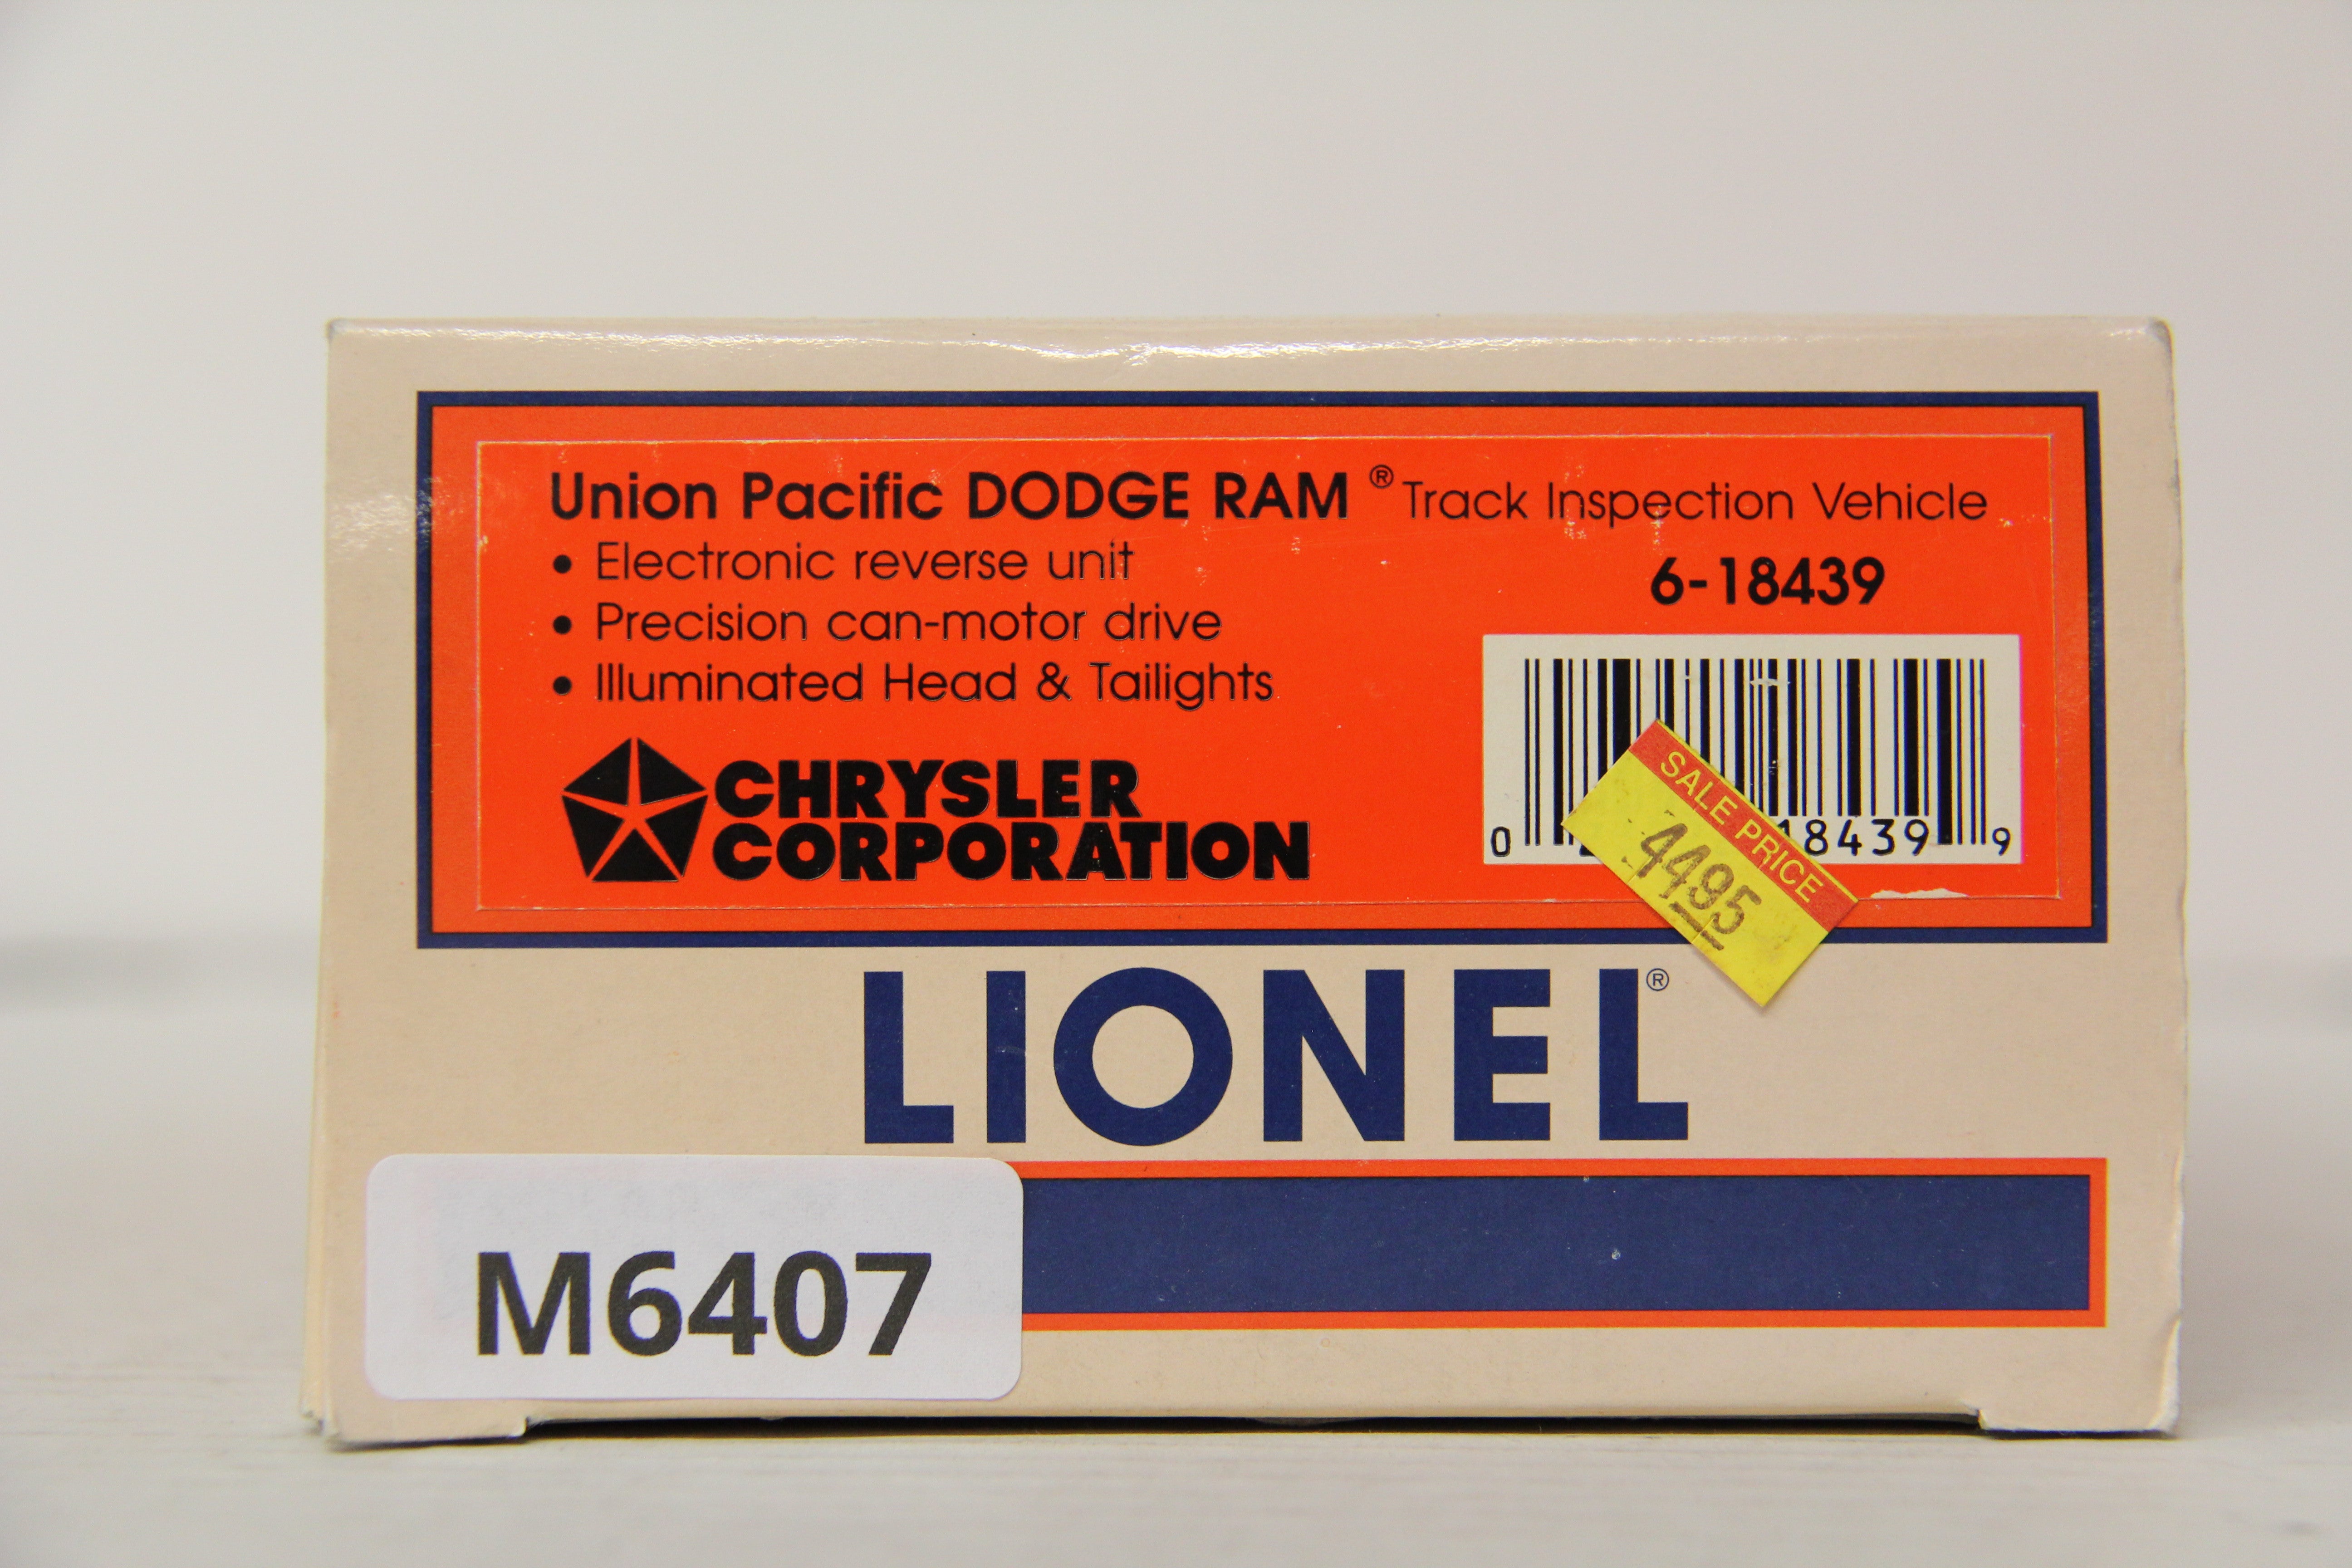 Union Pacific DODGE RAM ® Track Inspection Vehicle
• Electronic reverse unit
• Precision can-motor drive
• Illuminated Head & Tailights
6-18439
CHRYSLER
CORPORATION
0 18439 9
SALE PRICE
4495
LIONEL®
M6407